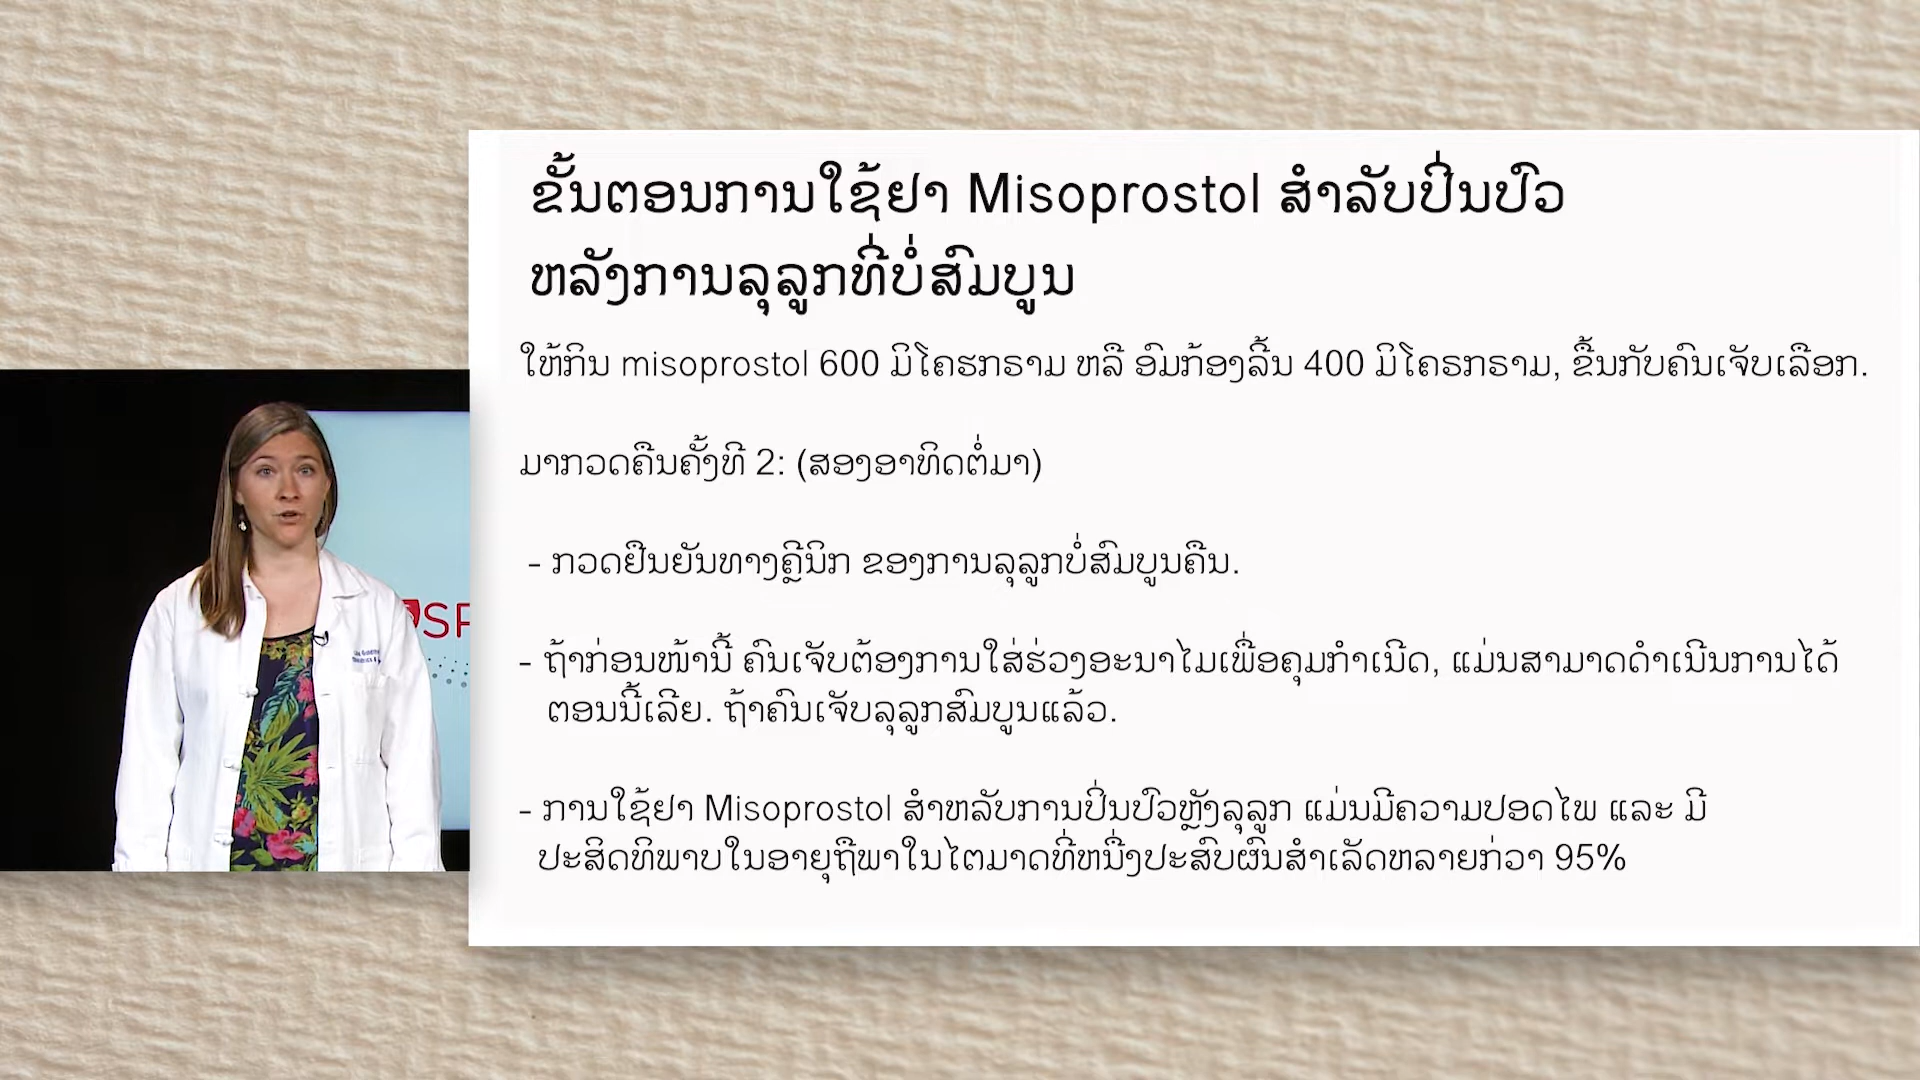 ຂັ້ນຕອນການໃຊ້ຢາ Misoprostol ສຳລັບປິ່ນປົວ
ຫລັງການລຸລູກທີ່ບໍ່ສົມບູນ
ໃຫ້ກິນ misoprostol 600 ມິໂຄຮກຣາມ ຫລື ອົມກ້ອງລີ້ນ 400 ມິໂຄຣກຣາມ, ຂື້ນກັບຄົນເຈັບເລືອກ.
ມາກວດຄືນຄັ້ງທີ 2: (ສອງອາທິດຕໍ່ມາ)
- ກວດຢືນຍັນທາງຄຼີນິກ ຂອງການລຸລູກບໍ່ສົມບູນຄືນ.
- ຖ້າກ່ອນໜ້ານີ້ ຄົນເຈັບຕ້ອງການໃສ່ຮ່ວງອະນາໄມເພື່ອຄຸມກຳເນີດ, ແມ່ນສາມາດດຳເນີນການໄດ້
ຕອນນີ້ເລີຍ. ຖ້າຄົນເຈັບລຸລູກສົມບູນແລ້ວ.
- ການໃຊ້ຢາ Misoprostol ສຳຫລັບການປິ່ນປົວຫຼັງລຸລູກ ແມ່ນມີຄວາມປອດໄພ ແລະ ມີ
ປະສິດທິພາບໃນອາຍຸຖືພາໃນໄຕມາດທີ່ຫນື່ງປະສົບຜົນສຳເລັດຫລາຍກ່ວາ 95%
SP